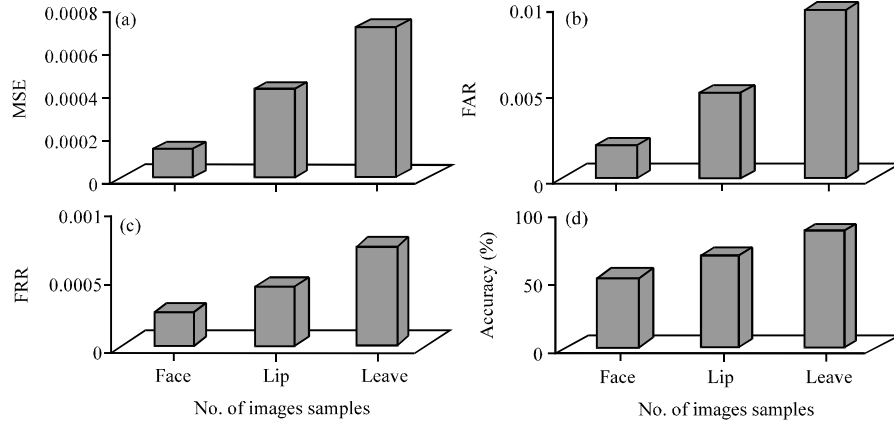 (a)
MSE
0.0008
0.0006
0.0004
0.0002
0
(b)
FAR
0.01
0.005
0
(c)
FRR
0.001
0.0005
0
Face Lip Leave
No. of images samples
(d)
Accuracy (%)
100
50
0
Face Lip Leave
No. of images samples